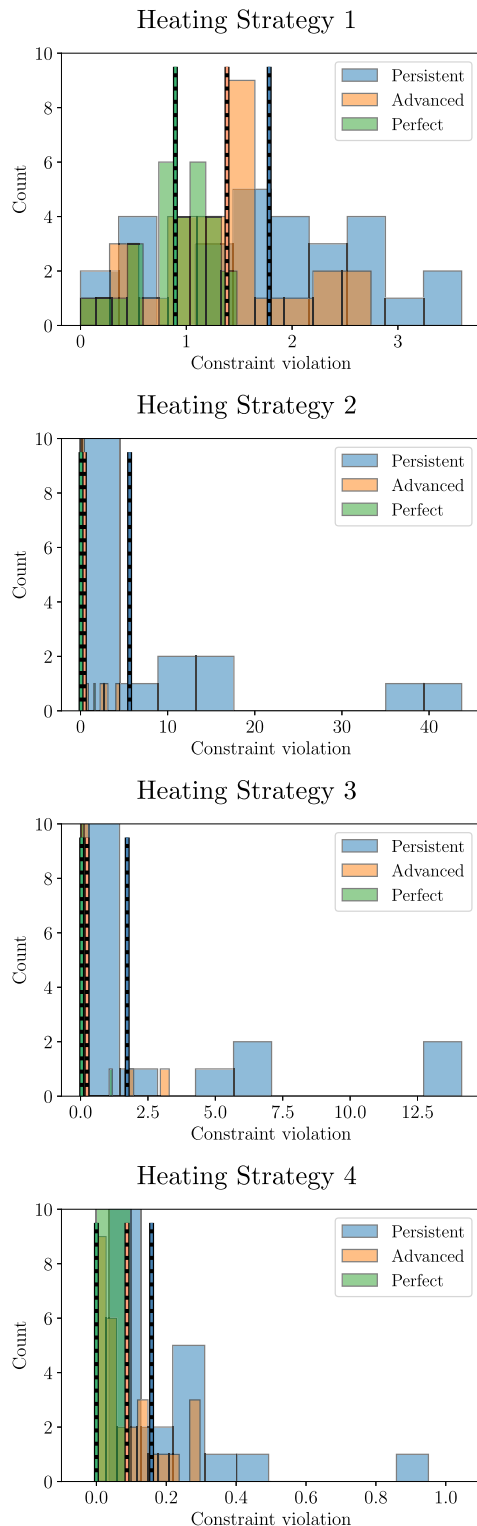 Heating Strategy 1
10
8
6
4
2
0
Count
Persistent
Advanced
Perfect
0 1 2 3
Constraint violation
Heating Strategy 2
10
8
6
4
2
0
Count
Persistent
Advanced
Perfect
0 10 20 30 40
Constraint violation
Heating Strategy 3
10
8
6
4
2
0
Count
Persistent
Advanced
Perfect
0.0 2.5 5.0 7.5 10.0 12.5
Constraint violation
Heating Strategy 4
10
8
6
4
2
0
Count
Persistent
Advanced
Perfect
0.0 0.2 0.4 0.6 0.8 1.0
Constraint violation